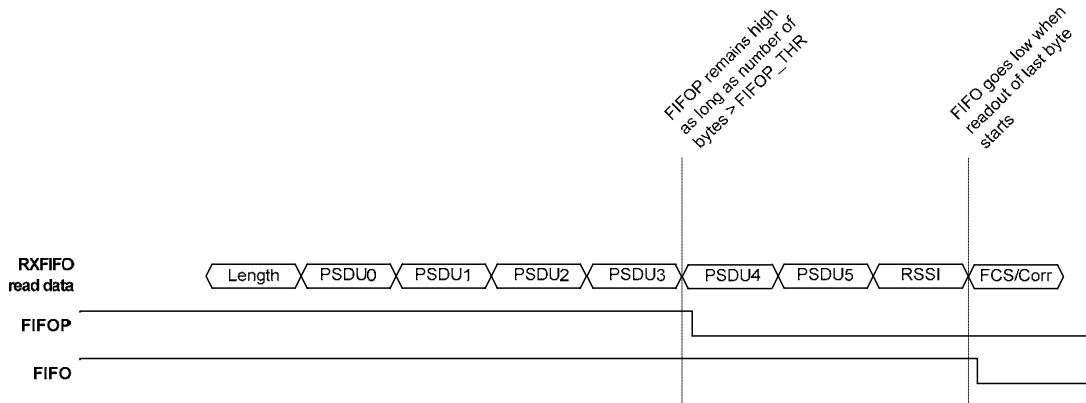 FIFOP remains high
as long as number of
bytes > FIFOP_THR
FIFO goes low when
readout of last byte
starts
RXFIFO
read data
Length PSDU0 PSDU1 PSDU2 PSDU3 PSDU4 PSDU5 RSSI FCS/Corr
FIFOP
FIFO